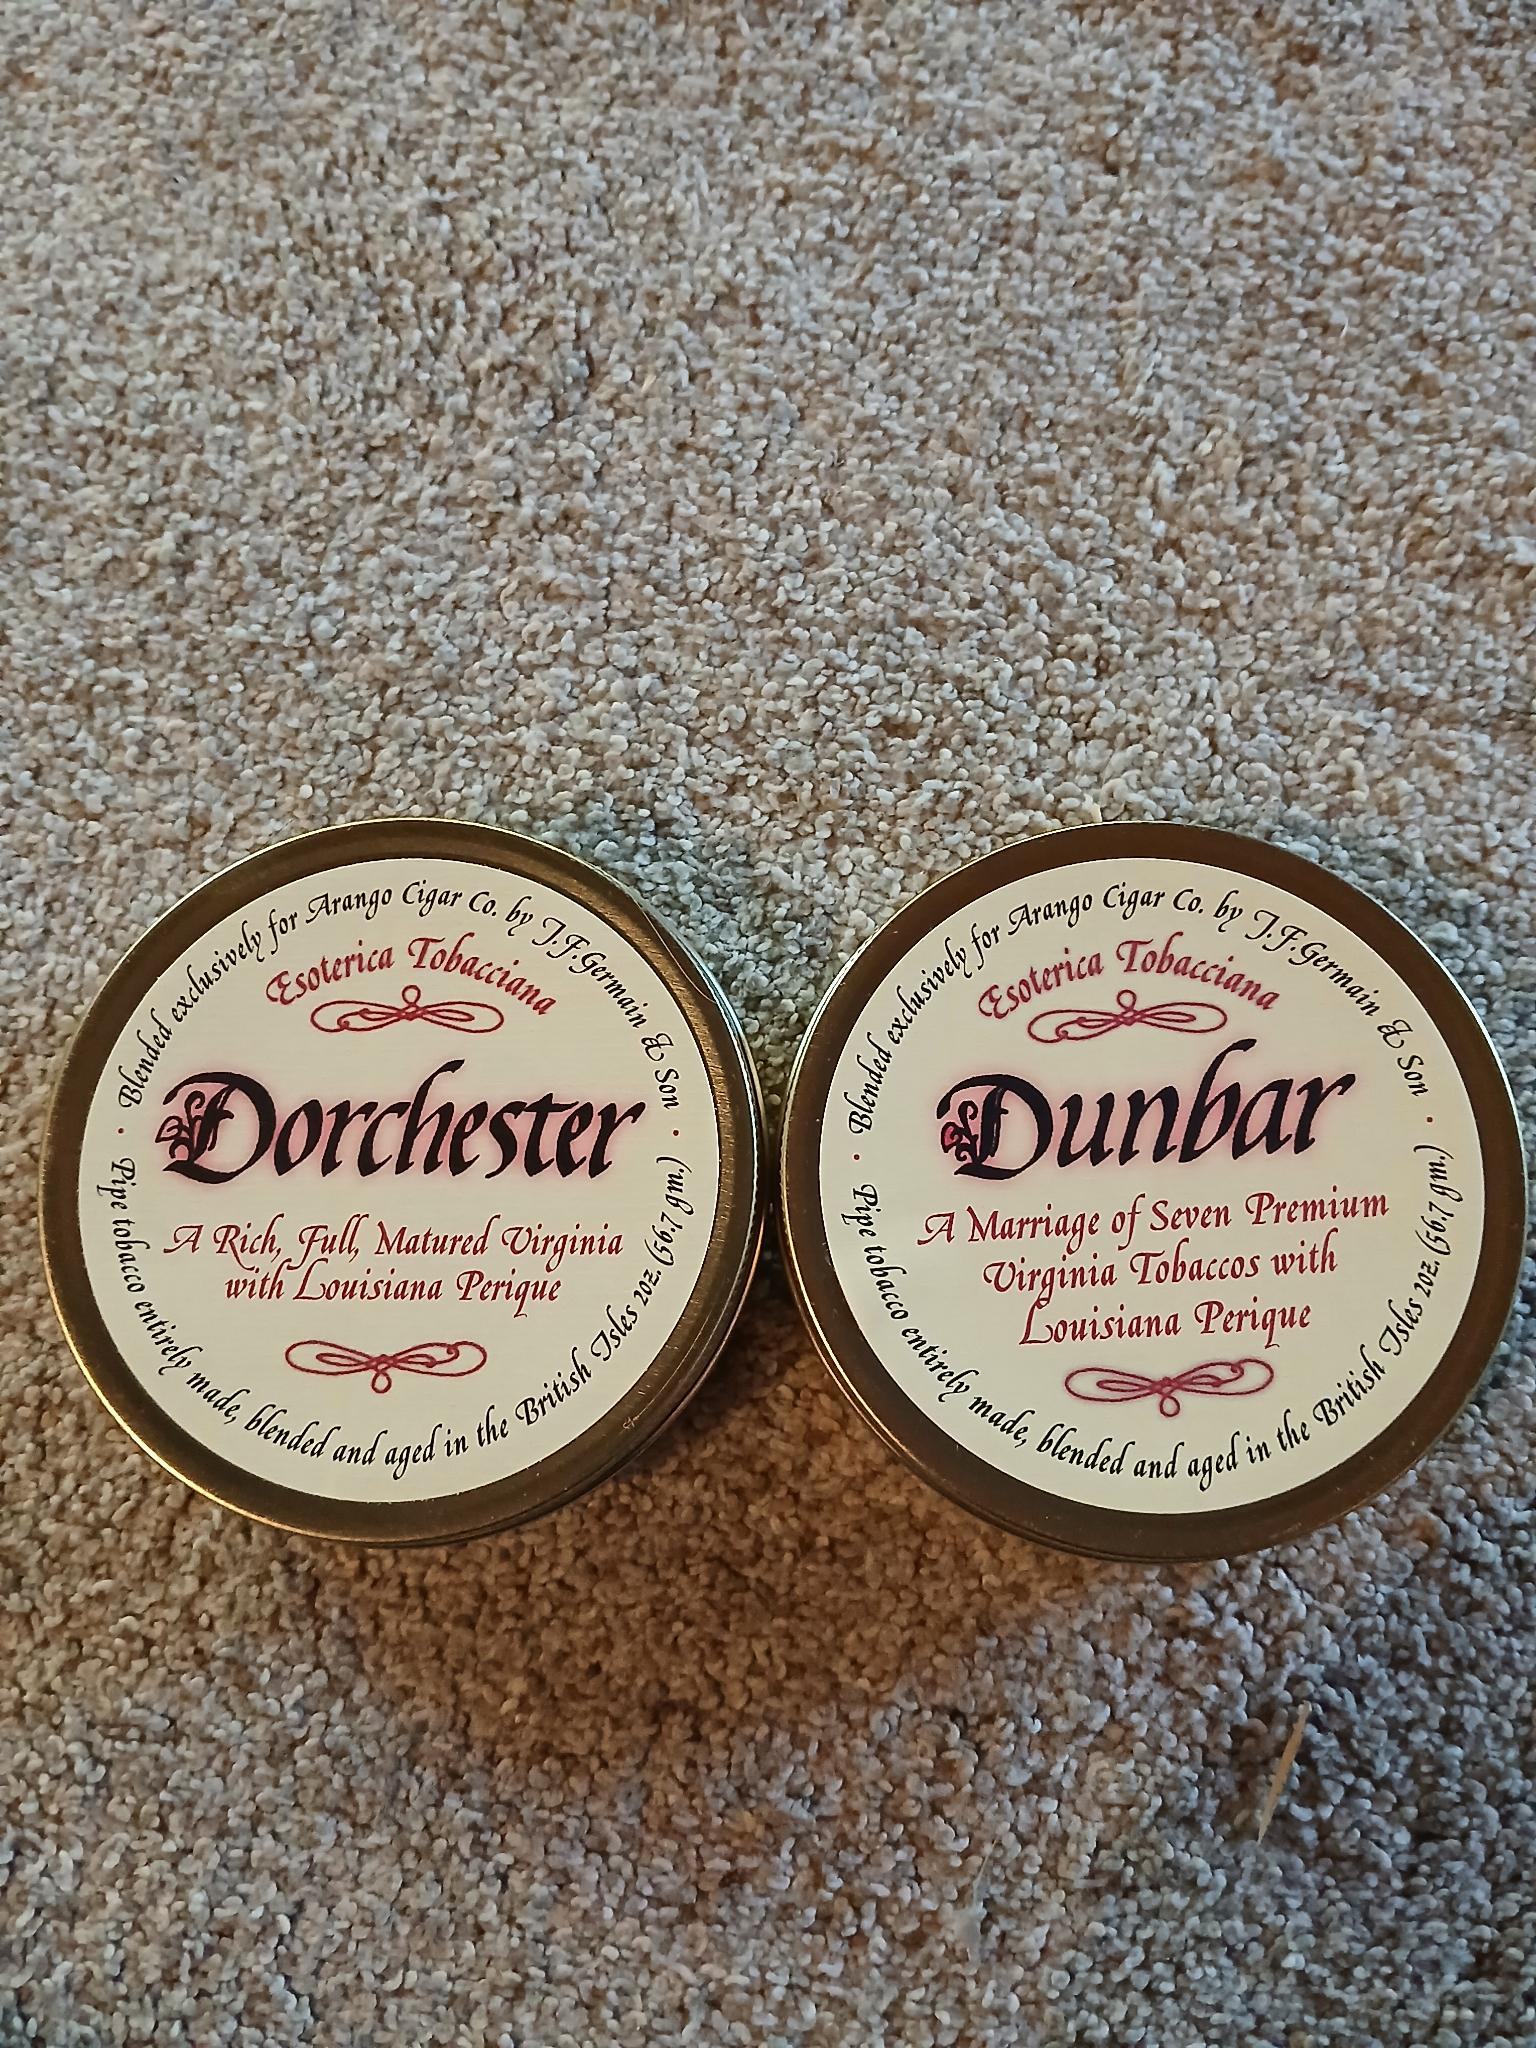 · Blended exclusively for Arango Cigar Co. by J.F. Germain & Son ·
Esoterica Tobacciana
Dorchester
A Rich, Full, Matured Virginia
with Louisiana Perique
Pipe tobacco entirely made, blended and aged in the British Isles 2oz. (56.7 gm.)
· Blended exclusively for Arango Cigar Co. by J.F. Germain & Son ·
Esoterica Tobacciana
Dunbar
A Marriage of Seven Premium
Virginia Tobaccos with
Louisiana Perique
Pipe tobacco entirely made, blended and aged in the British Isles 2oz. (56.7 gm.)